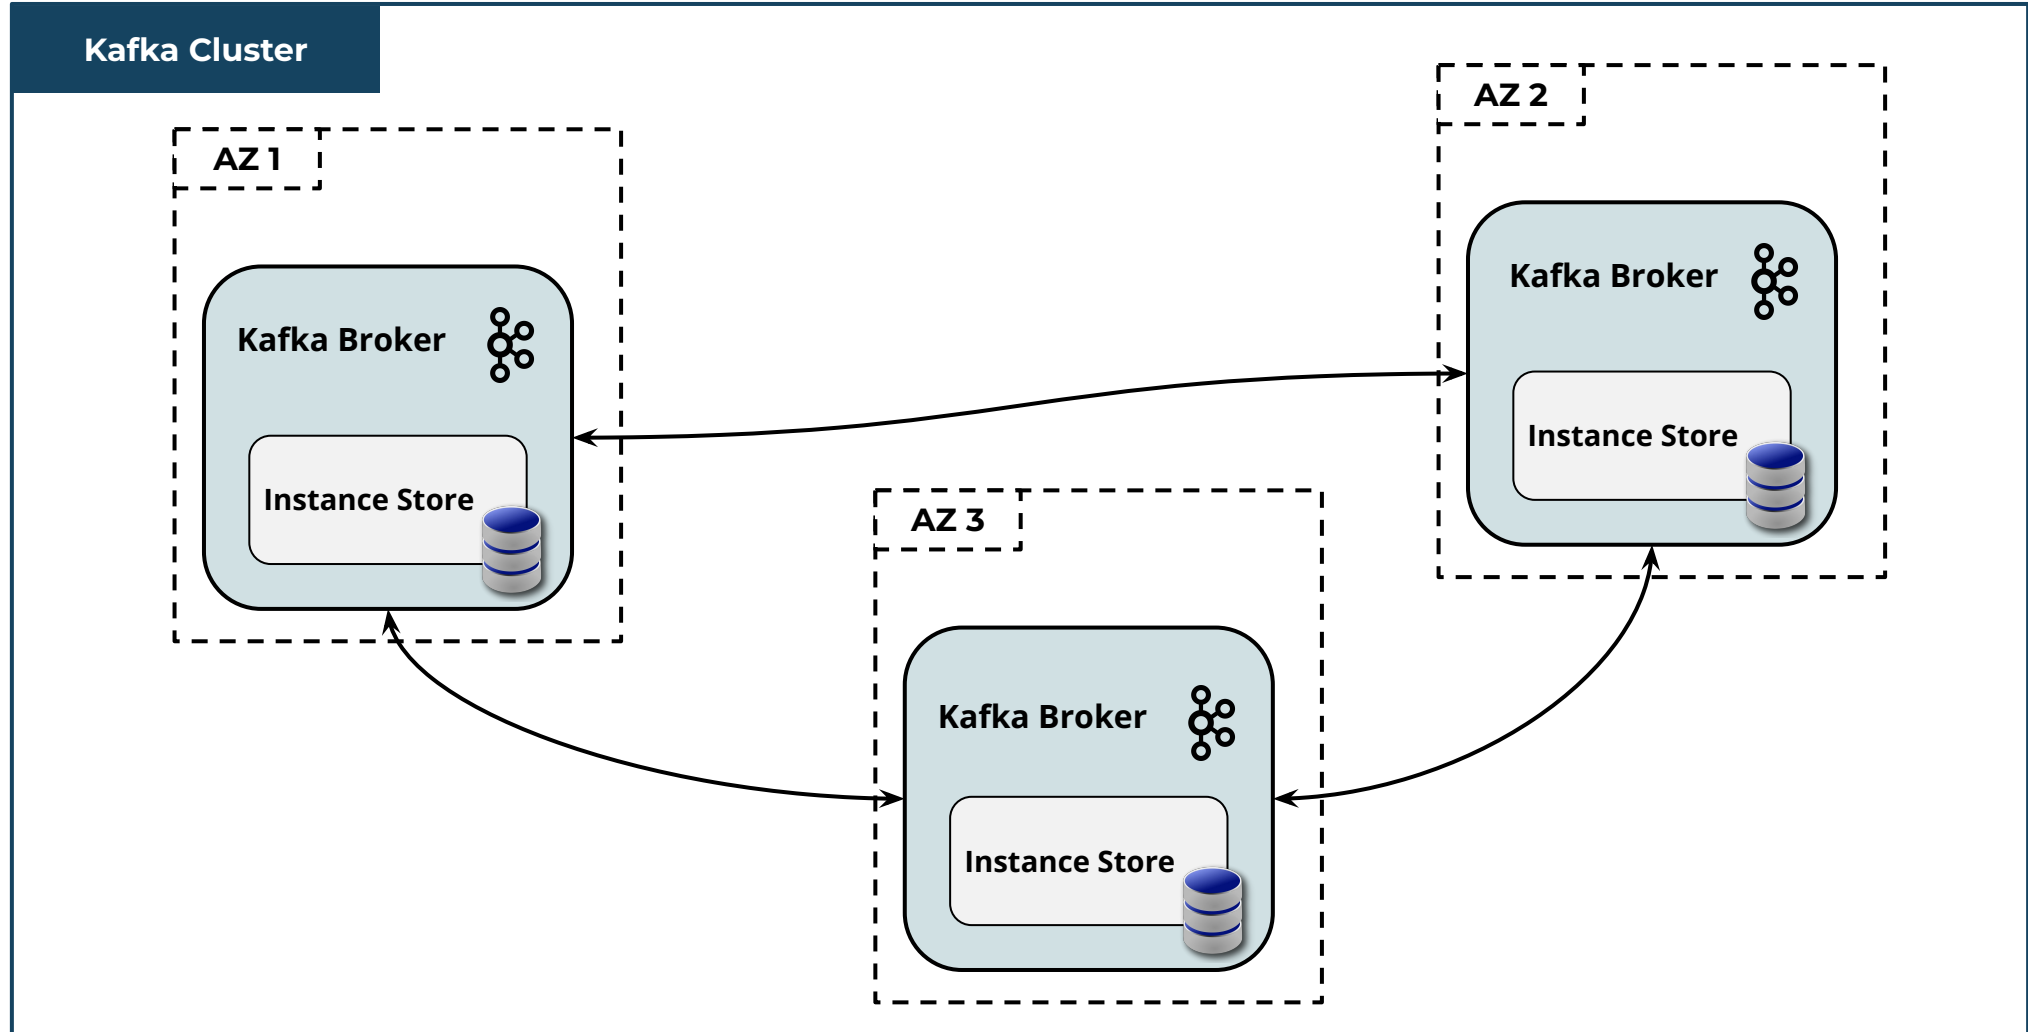 Kafka Cluster
AZ 1
Kafka Broker
Instance Store
AZ 2
Kafka Broker
Instance Store
AZ 3
Kafka Broker
Instance Store